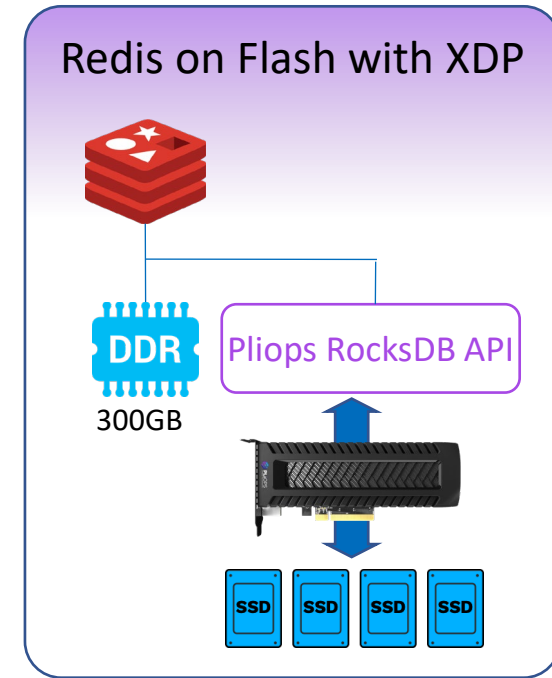 Redis on Flash with XDP
DDR
Pliops RocksDB API
300GB
SSD SSD SSD SSD